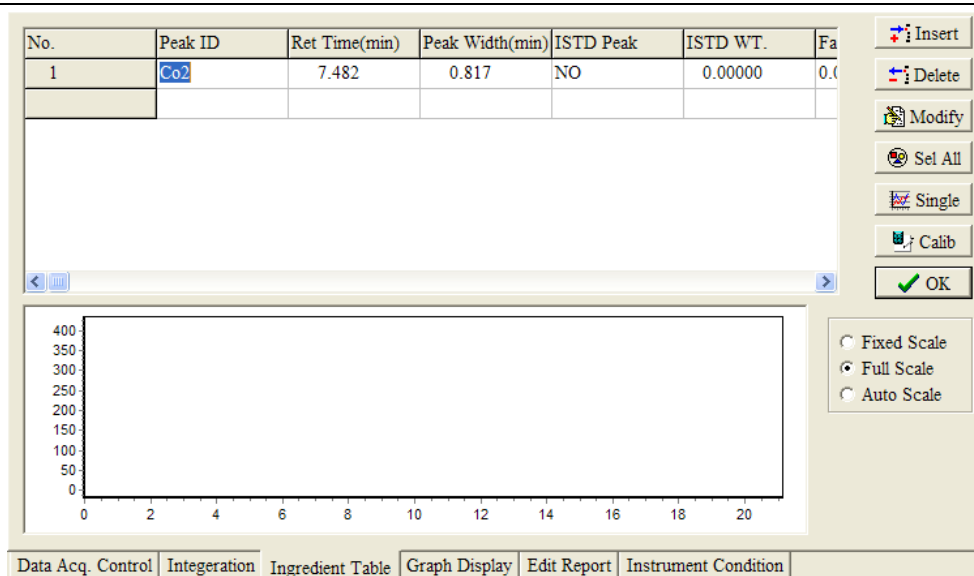 No. Peak ID Ret Time(min) Peak Width(min) ISTD Peak ISTD WT. Fa
1 Co2 7.482 0.817 NO 0.00000 0.0
Insert
Delete
Modify
Sel All
Single
Calib
OK
400
350
300
250
200
150
100
50
0
0 2 4 6 8 10 12 14 16 18 20
Fixed Scale
Full Scale
Auto Scale
Data Acq. Control Integeration Ingredient Table Graph Display Edit Report Instrument Condition